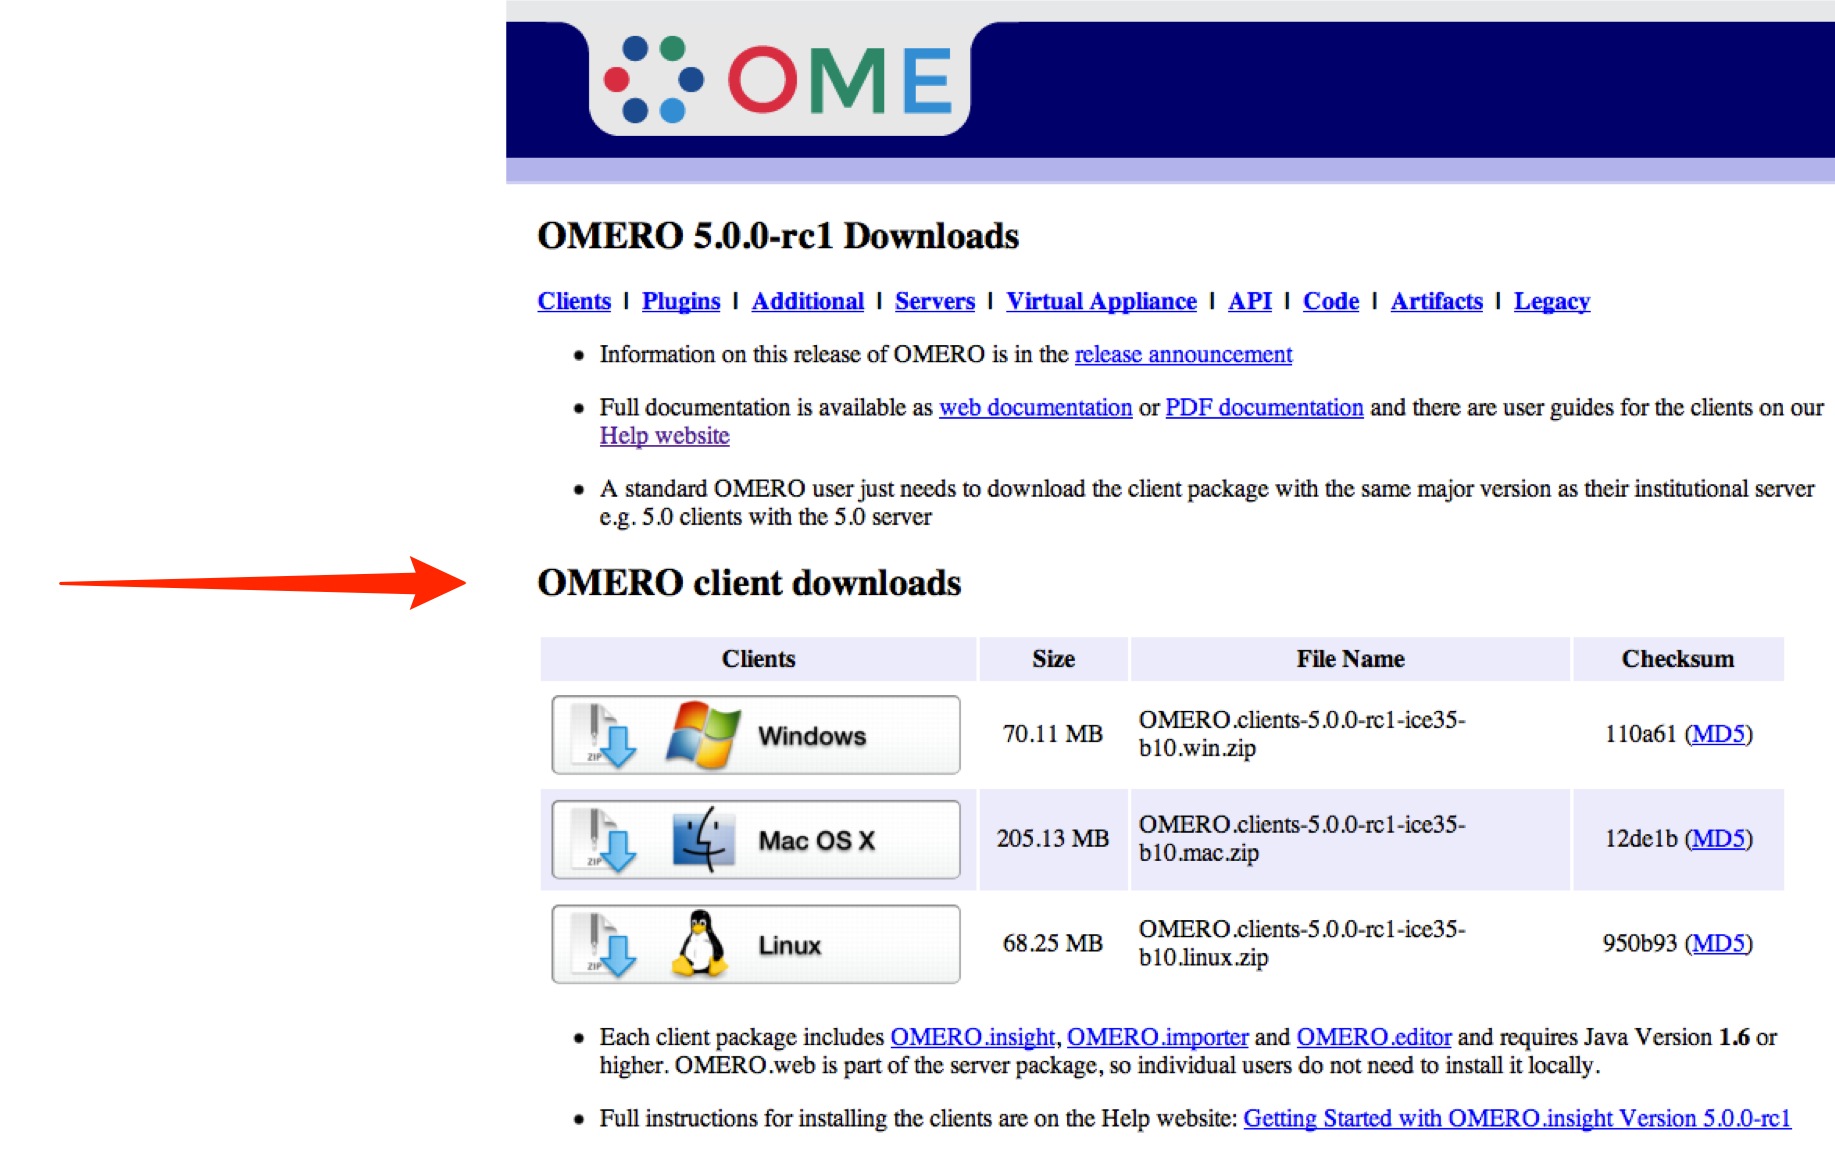 OME
OMERO 5.0.0-rc1 Downloads
Clients | Plugins | Additional | Servers | Virtual Appliance | API | Code | Artifacts | Legacy
• Information on this release of OMERO is in the release announcement
• Full documentation is available as web documentation or PDF documentation and there are user guides for the clients on our
Help website
• A standard OMERO user just needs to download the client package with the same major version as their institutional server
e.g. 5.0 clients with the 5.0 server
OMERO client downloads
Clients Size File Name Checksum
ZIP Windows 70.11 MB OMERO.clients-5.0.0-rc1-ice35-
b10.win.zip 110a61 (MD5)
ZIP Mac OS X 205.13 MB OMERO.clients-5.0.0-rc1-ice35-
b10.mac.zip 12de1b (MD5)
ZIP Linux 68.25 MB OMERO.clients-5.0.0-rc1-ice35-
b10.linux.zip 950b93 (MD5)
• Each client package includes OMERO.insight, OMERO.importer and OMERO.editor and requires Java Version 1.6 or
higher. OMERO.web is part of the server package, so individual users do not need to install it locally.
• Full instructions for installing the clients are on the Help website: Getting Started with OMERO.insight Version 5.0.0-rc1